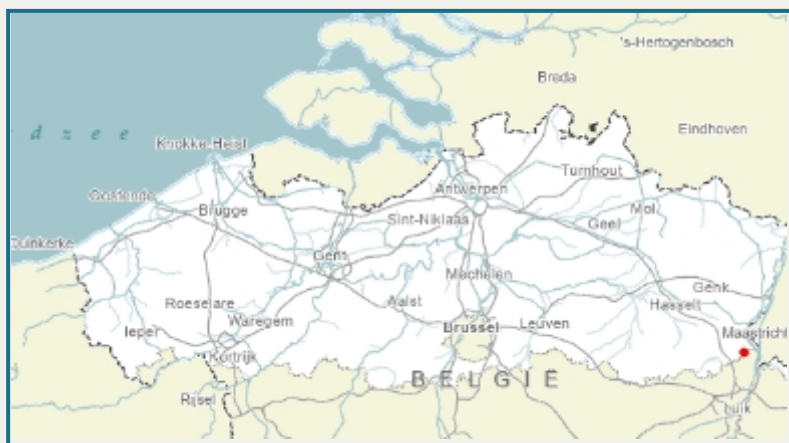 's-Hertogenbosch
Breda
d z e e
Eindhoven
Knokke-Heist
Turnhout
Antwerpen
Oostende
Brugge
Mol
Sint-Niklaas
Geel
Duinkerke
Gent
Mechelen
Genk
Roeselare
Aalst
Hasselt
Waregem
Brussel
Leuven
Maastricht
Ieper
Kortrijk
BELGIË
Rijsel
Luik